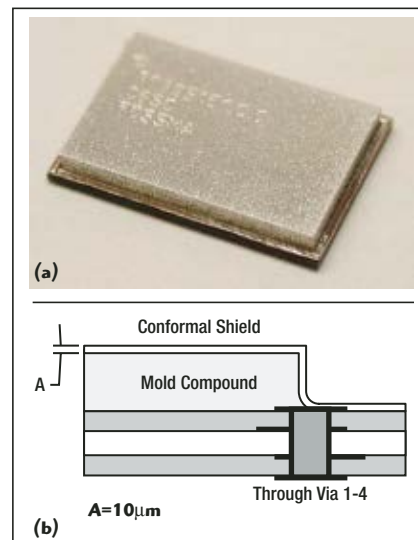 (a)
Conformal Shield
A
Mold Compound
Through Via 1-4
A=10μm
(b)